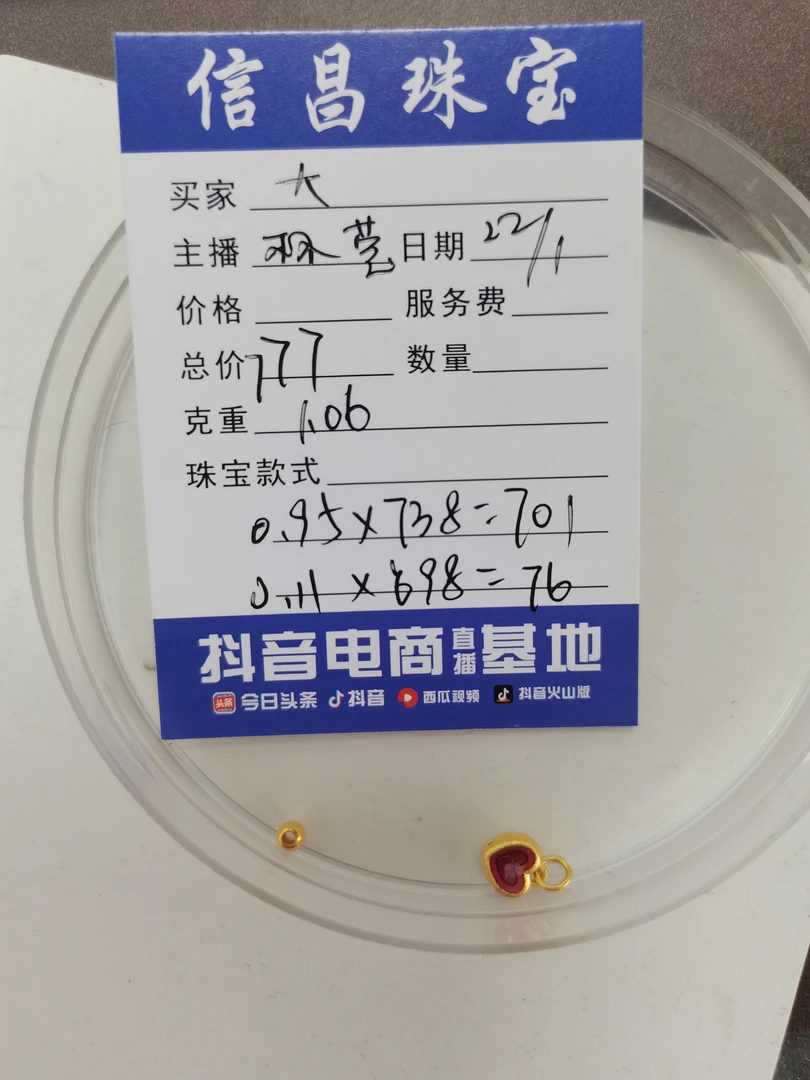 信昌珠宝
买家 大
主播 琳莞 日期 22/1
价格 服务费
总价 777 数量
克重 1.06
珠宝款式
0.95×738=701
0.11×698=76
抖音电商直播基地
头条 今日头条 抖音 西瓜视频 抖音火山版